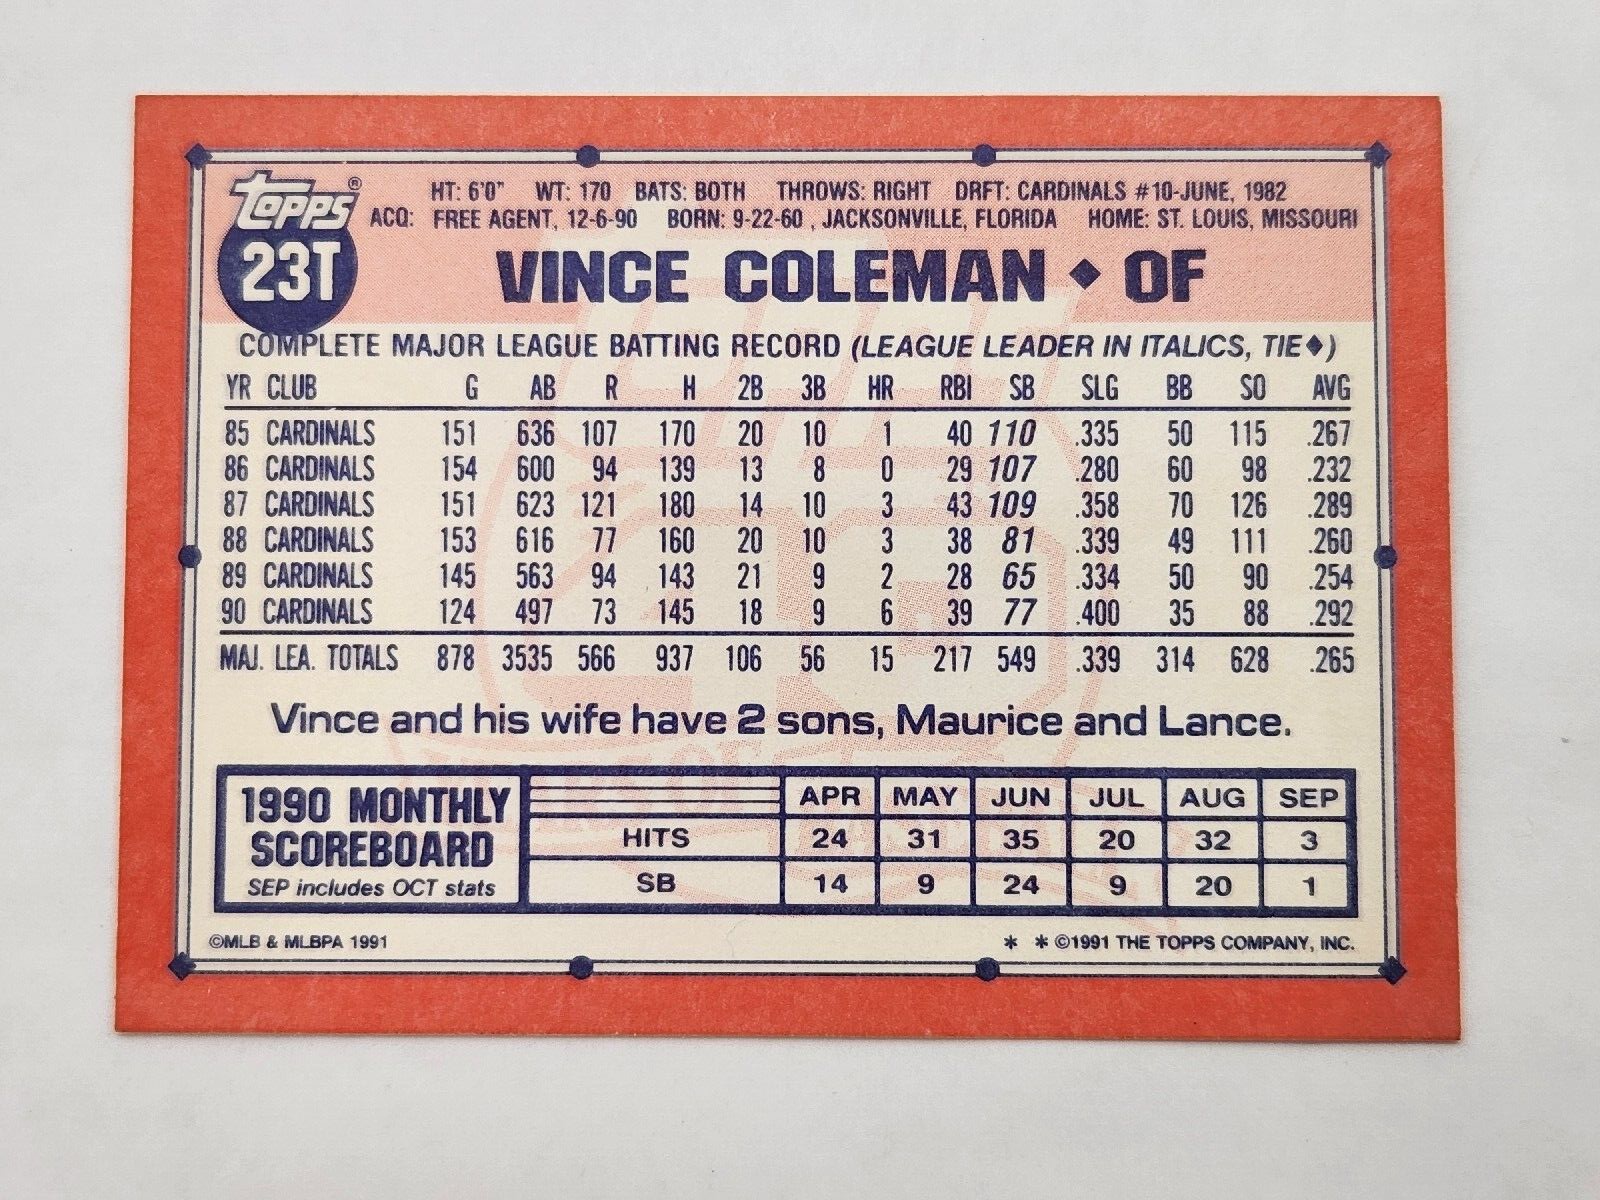 topps®
23T
HT: 6'0" WT: 170 BATS: BOTH THROWS: RIGHT DRFT: CARDINALS #10-JUNE, 1982
ACQ: FREE AGENT, 12-6-90 BORN: 9-22-60 , JACKSONVILLE, FLORIDA HOME: ST. LOUIS, MISSOURI
VINCE COLEMAN ◆ OF
COMPLETE MAJOR LEAGUE BATTING RECORD (LEAGUE LEADER IN ITALICS, TIE◆)
YR CLUB G AB R H 2B 3B HR RBI SB SLG BB SO AVG
85 CARDINALS 151 636 107 170 20 10 1 40 110 .335 50 115 .267
86 CARDINALS 154 600 94 139 13 8 0 29 107 .280 60 98 .232
87 CARDINALS 151 623 121 180 14 10 3 43 109 .358 70 126 .289
88 CARDINALS 153 616 77 160 20 10 3 38 81 .339 49 111 .260
89 CARDINALS 145 563 94 143 21 9 2 28 65 .334 50 90 .254
90 CARDINALS 124 497 73 145 18 9 6 39 77 .400 35 88 .292
MAJ. LEA. TOTALS 878 3535 566 937 106 56 15 217 549 .339 314 628 .265
Vince and his wife have 2 sons, Maurice and Lance.
1990 MONTHLY
SCOREBOARD
SEP includes OCT stats
APR MAY JUN JUL AUG SEP
HITS 24 31 35 20 32 3
SB 14 9 24 9 20 1
©MLB & MLBPA 1991
* * ©1991 THE TOPPS COMPANY, INC.